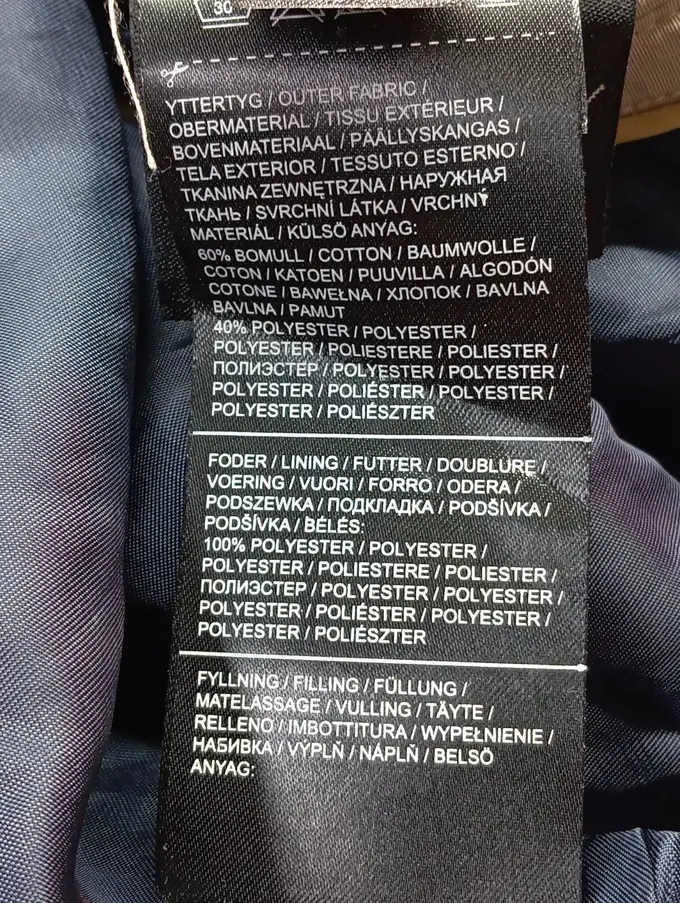 30
YTTERTYG / OUTER FABRIC /
OBERMATERIAL / TISSU EXTÉRIEUR /
BOVENMATERIAAL / PÄÄLLYSKANGAS /
TELA EXTERIOR / TESSUTO ESTERNO /
TKANINA ZEWNĘTRZNA / НАРУЖНАЯ
ТКАНЬ / SVRCHNÍ LÁTKA / VRCHNÝ
MATERIÁL / KÜLSÖ ANYAG:
60% BOMULL / COTTON / BAUMWOLLE /
COTON / KATOEN / PUUVILLA / ALGODÓN
COTONE / BAWEŁNA / ХЛОПОК / BAVLNA
BAVLNA / PAMUT
40% POLYESTER / POLYESTER /
POLYESTER / POLIESTERE / POLIESTER /
ПОЛИЭСТЕР / POLYESTER / POLYESTER /
POLYESTER / POLIÉSTER / POLYESTER /
POLYESTER / POLIÉSZTER
FODER / LINING / FUTTER / DOUBLURE /
VOERING / VUORI / FORRO / ODERA /
PODSZEWKA / ПОДКЛАДКА / PODŠÍVKA /
PODŠÍVKA / BÉLÉS:
100% POLYESTER / POLYESTER /
POLYESTER / POLIESTERE / POLIESTER /
ПОЛИЭСТЕР / POLYESTER / POLYESTER /
POLYESTER / POLIÉSTER / POLYESTER /
POLYESTER / POLIÉSZTER
FYLLNING / FILLING / FÜLLUNG /
MATELASSAGE / VULLING / TÄYTE /
RELLENO / IMBOTTITURA / WYPEŁNIENIE /
НАБИВКА / VÝPLŇ / NÁPLŇ / BELSÖ
ANYAG: